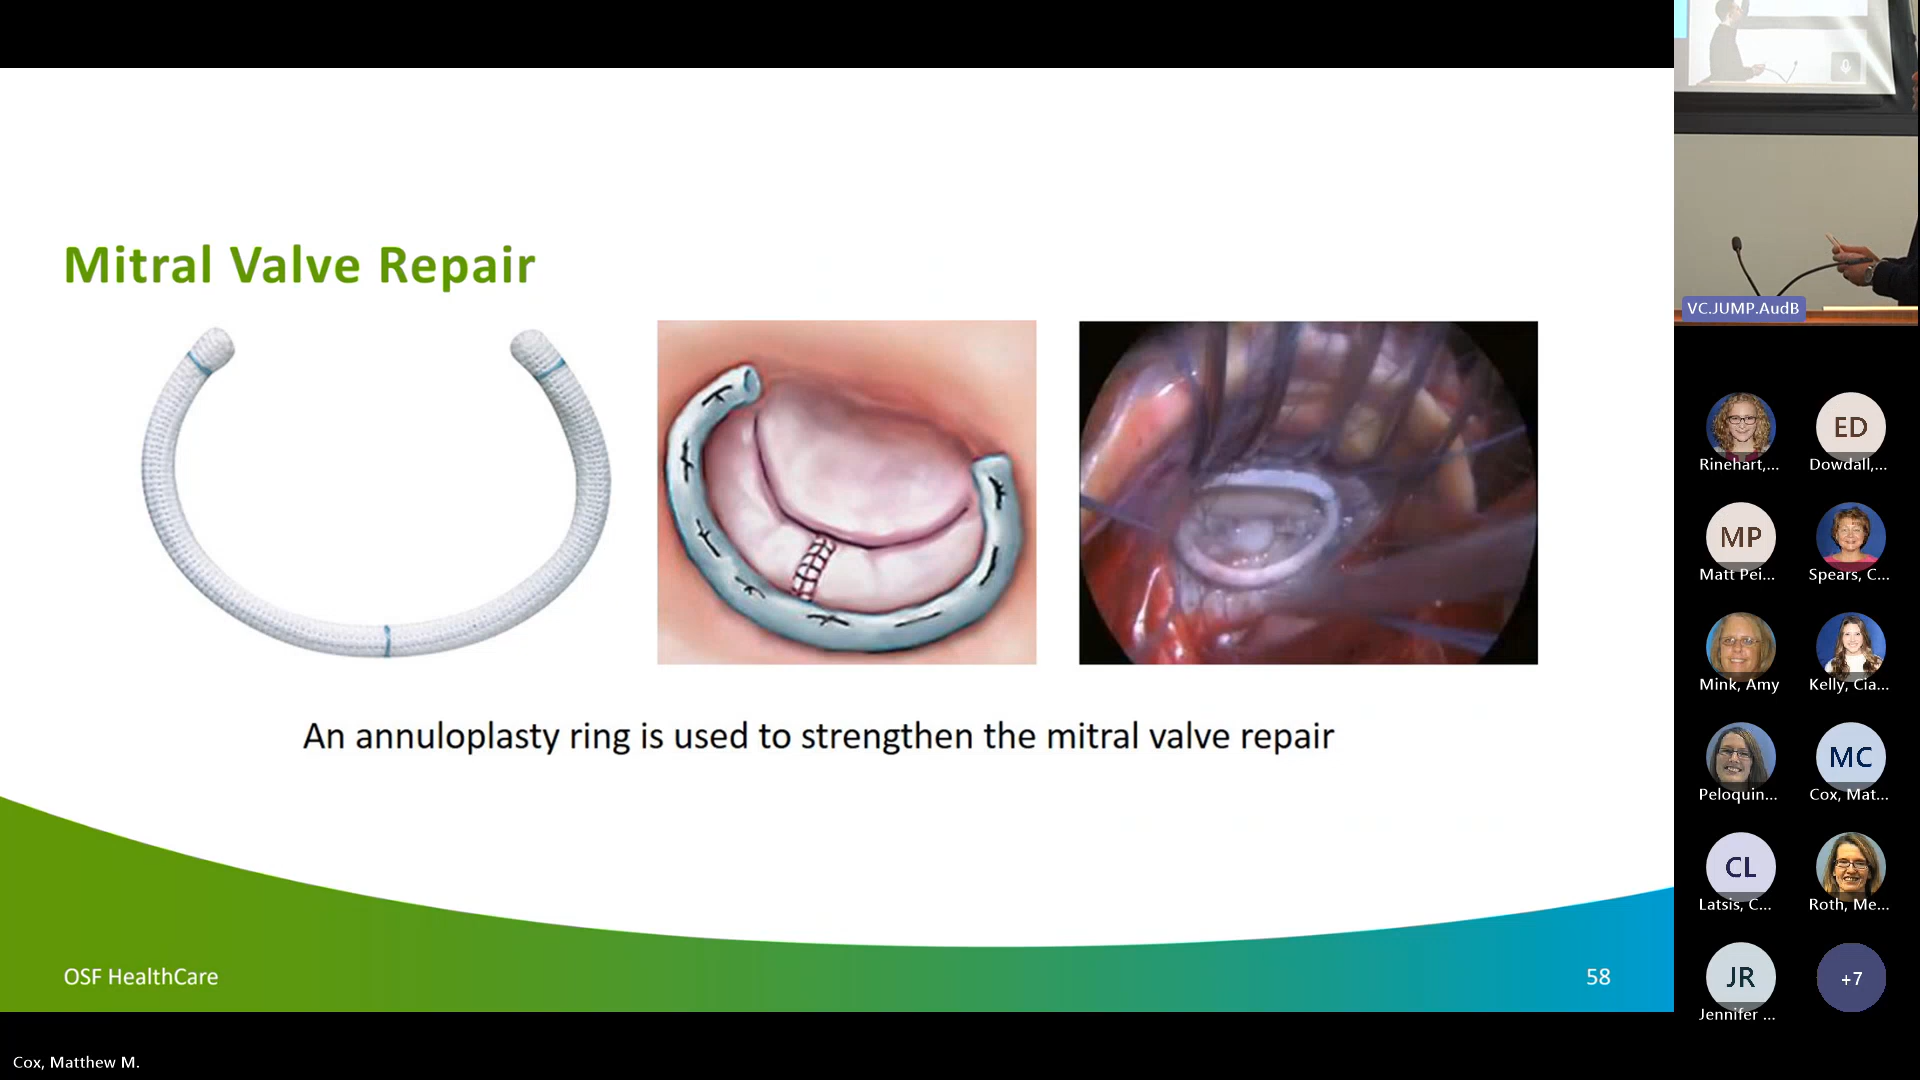 Mitral Valve Repair
An annuloplasty ring is used to strengthen the mitral valve repair
OSF HealthCare
58
Cox, Matthew M.
VC.JUMP.AudB
Rinehart,...
ED
Dowdall,...
MP
Matt Pei...
Spears, C...
Mink, Amy
Kelly, Cia...
Peloquin...
MC
Cox, Mat...
CL
Latsis, C...
Roth, Me...
JR
Jennifer ...
+7